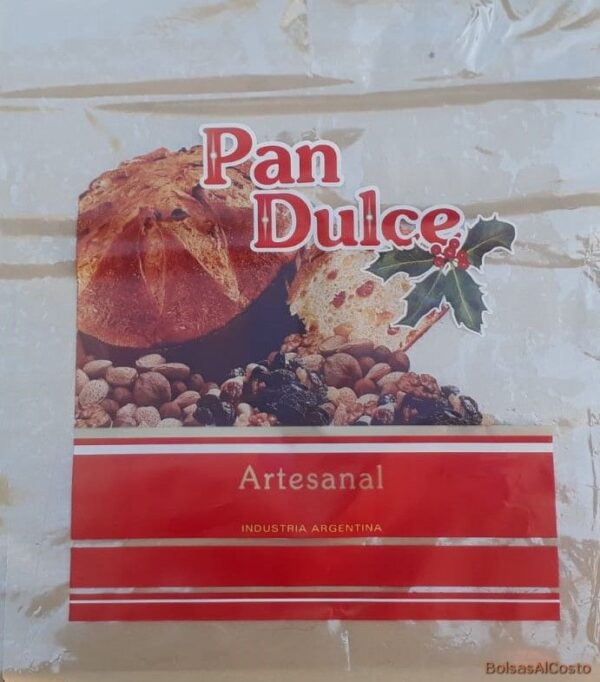 Pan
Dulce
Artesanal
INDUSTRIA ARGENTINA
BolsasAlCosto